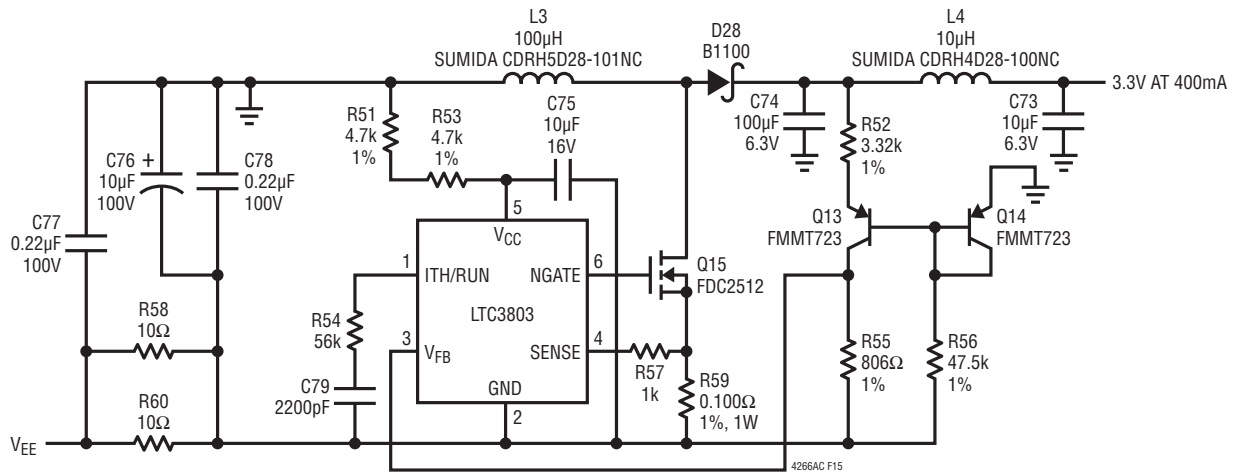 L3
100µH
SUMIDA CDRH5D28-101NC
D28
B1100
L4
10µH
SUMIDA CDRH4D28-100NC
3.3V AT 400mA
R51
4.7k
1%
R53
4.7k
1%
C75
10µF
16V
C74
100µF
6.3V
R52
3.32k
1%
C73
10µF
6.3V
C76
10µF
100V
+
C78
0.22µF
100V
C77
0.22µF
100V
5
VCC
Q13
FMMT723
Q14
FMMT723
1
ITH/RUN
NGATE
6
Q15
FDC2512
LTC3803
R58
10Ω
R54
56k
3
VFB
SENSE
4
R57
1k
R55
806Ω
1%
R56
47.5k
1%
C79
2200pF
GND
2
R59
0.100Ω
1%, 1W
R60
10Ω
VEE
4266AC F15